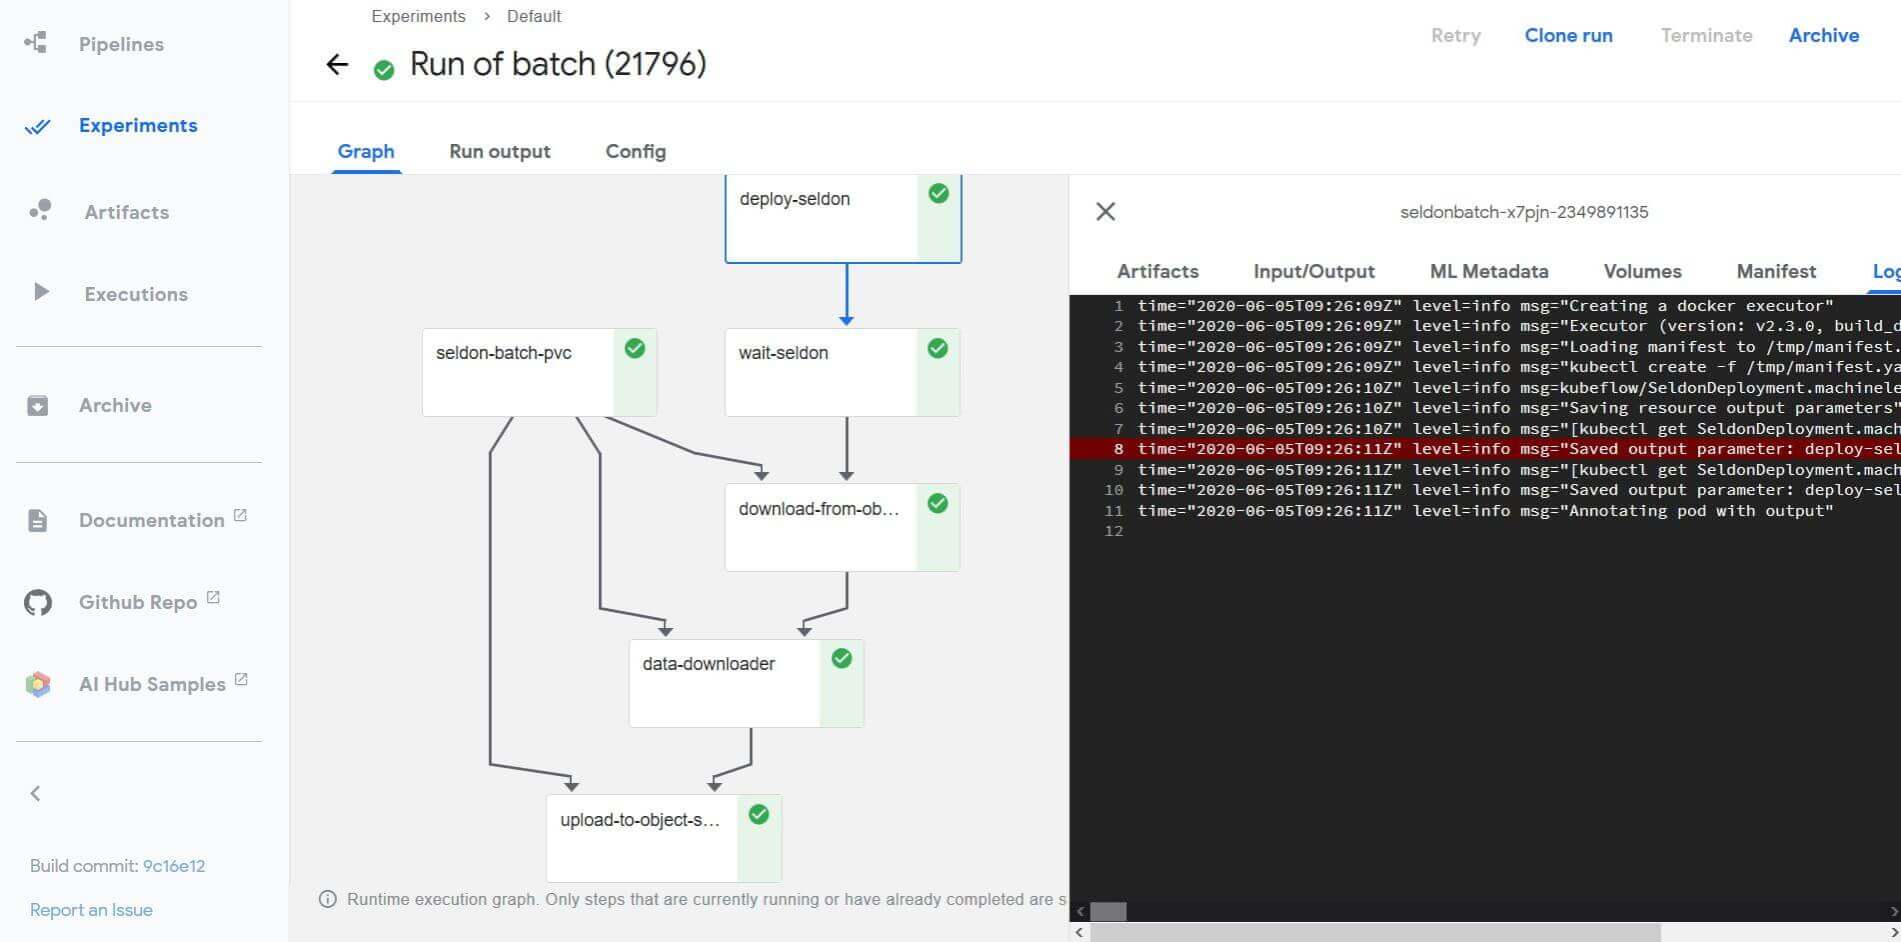 Pipelines
Experiments
Artifacts
Executions
Archive
Documentation
Github Repo
AI Hub Samples
Build commit: 9c16e12
Report an Issue
Experiments > Default
Run of batch (21796)
Retry
Clone run
Terminate
Archive
Graph
Run output
Config
deploy-seldon
seldon-batch-pvc
wait-seldon
download-from-ob...
data-downloader
upload-to-object-s...
Runtime execution graph. Only steps that are currently running or have already completed are s
seldonbatch-x7pjn-2349891135
Artifacts
Input/Output
ML Metadata
Volumes
Manifest
Log
1 time="2020-06-05T09:26:09Z" level=info msg="Creating a docker executor"
2 time="2020-06-05T09:26:09Z" level=info msg="Executor (version: v2.3.0, build_d
3 time="2020-06-05T09:26:09Z" level=info msg="Loading manifest to /tmp/manifest.
4 time="2020-06-05T09:26:09Z" level=info msg="kubectl create -f /tmp/manifest.ya
5 time="2020-06-05T09:26:10Z" level=info msg=kubeflow/SeldonDeployment.machinele
6 time="2020-06-05T09:26:10Z" level=info msg="Saving resource output parameters"
7 time="2020-06-05T09:26:10Z" level=info msg="[kubectl get SeldonDeployment.mach
8 time="2020-06-05T09:26:11Z" level=info msg="Saved output parameter: deploy-sel
9 time="2020-06-05T09:26:11Z" level=info msg="[kubectl get SeldonDeployment.mach
10 time="2020-06-05T09:26:11Z" level=info msg="Saved output parameter: deploy-sel
11 time="2020-06-05T09:26:11Z" level=info msg="Annotating pod with output"
12